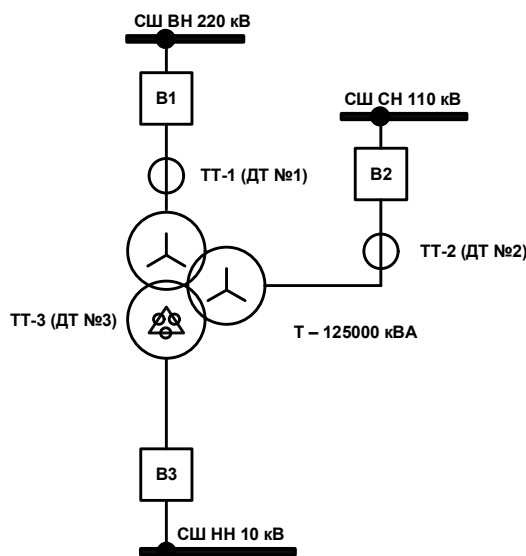 СШ ВН 220 кВ
В1
СШ СН 110 кВ
В2
ТТ-1 (ДТ №1)
ТТ-2 (ДТ №2)
ТТ-3 (ДТ №3)
Т – 125000 кВА
В3
СШ НН 10 кВ